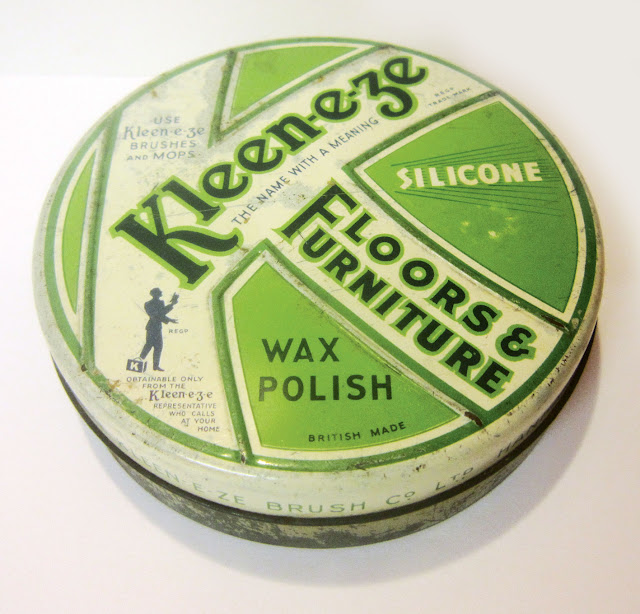 USE
Kleen-e-ze
BRUSHES
AND MOPS
Kleen-e-ze
THE NAME WITH A MEANING
REGD
TRADE MARK
SILICONE
FLOORS &
FURNITURE
WAX
POLISH
BRITISH MADE
REGD
K
OBTAINABLE ONLY
FROM THE
Kleen-e-ze
REPRESENTATIVE
WHO CALLS
AT YOUR
HOME
KLEEN-E-ZE BRUSH Co LTD